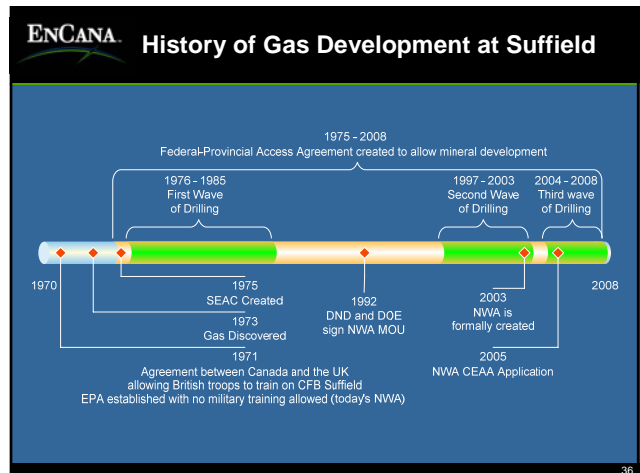 ENCANA™
History of Gas Development at Suffield
1975 – 2008
Federal-Provincial Access Agreement created to allow mineral development
1976 – 1985
First Wave
of Drilling
1997 – 2003
Second Wave
of Drilling
2004 – 2008
Third wave
of Drilling
1970
2008
1975
SEAC Created
1973
Gas Discovered
1971
Agreement between Canada and the UK
allowing British troops to train on CFB Suffield
EPA established with no military training allowed (today's NWA)
1992
DND and DOE
sign NWA MOU
2003
NWA is
formally created
2005
NWA CEAA Application
36